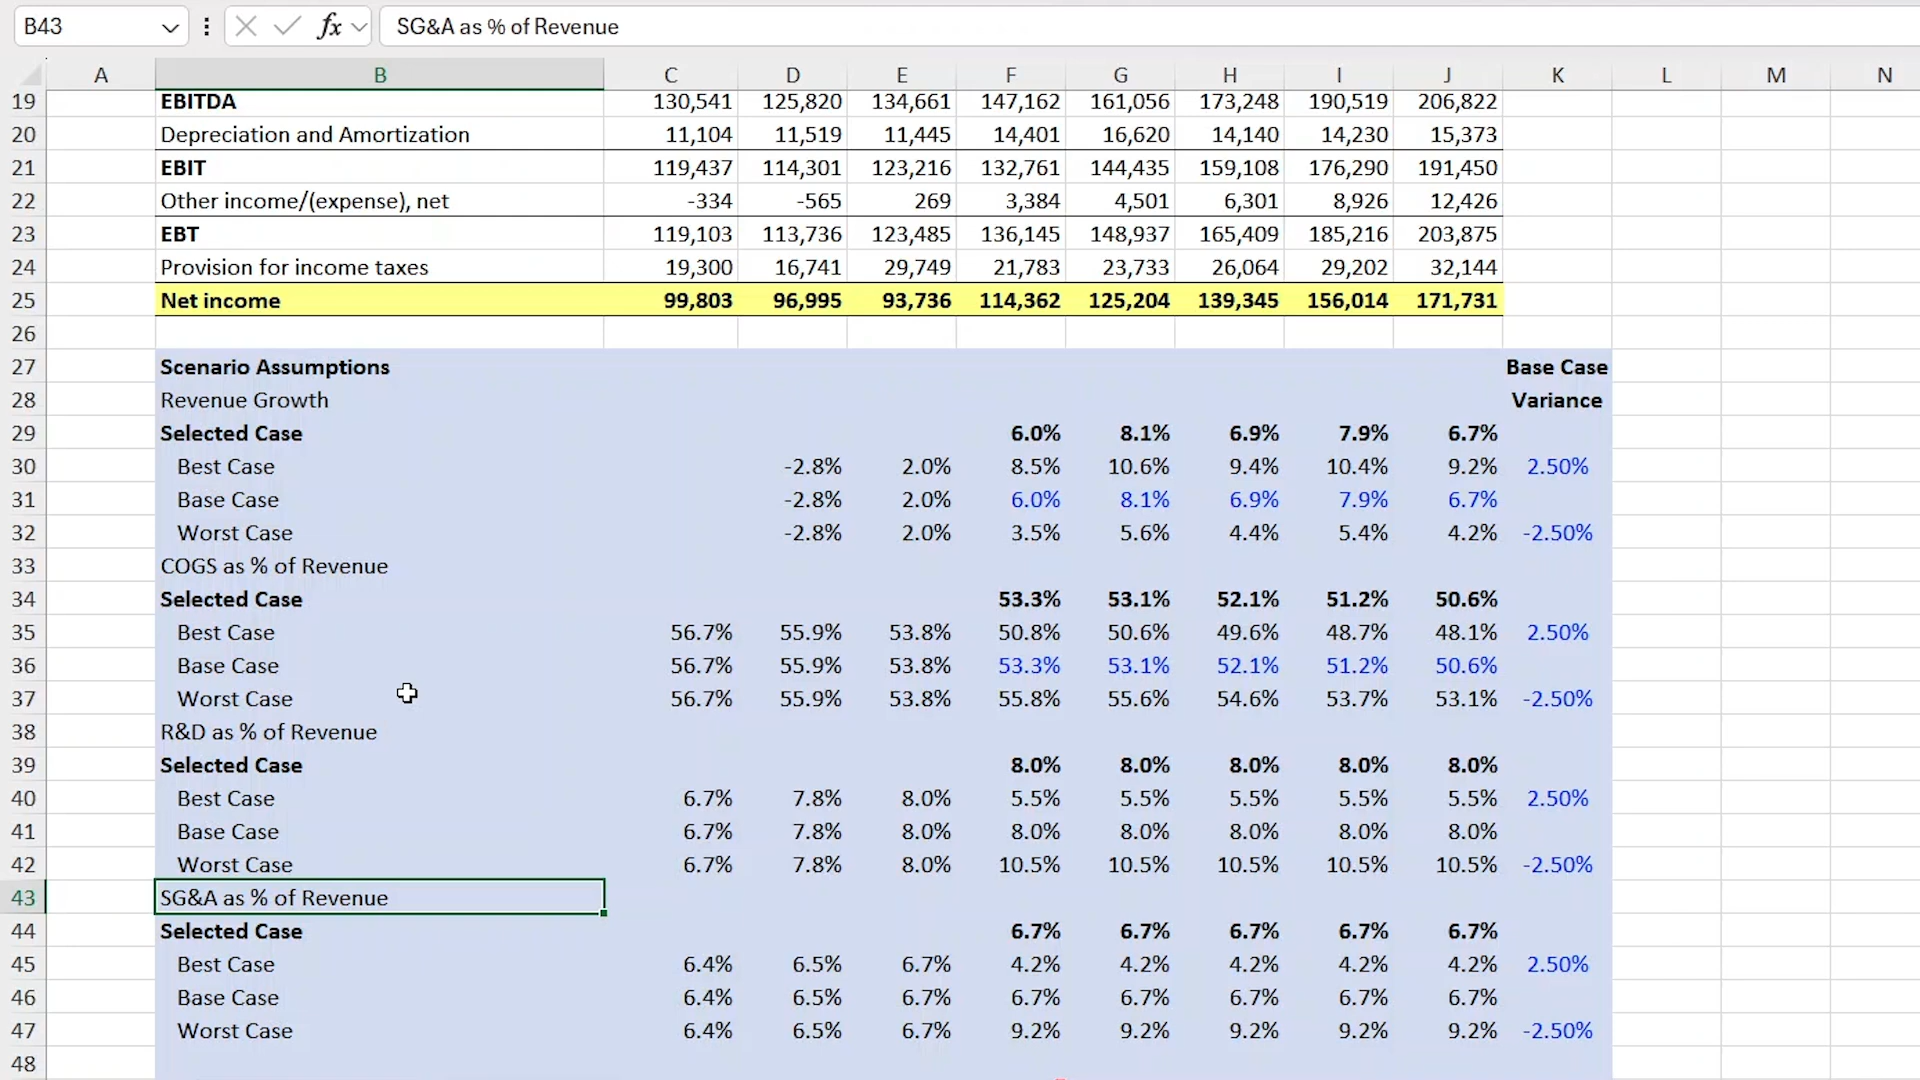 B43 fx SG&A as % of Revenue
A B C D E F G H I J K L M N
19 EBITDA 130,541 125,820 134,661 147,162 161,056 173,248 190,519 206,822
20 Depreciation and Amortization 11,104 11,519 11,445 14,401 16,620 14,140 14,230 15,373
21 EBIT 119,437 114,301 123,216 132,761 144,435 159,108 176,290 191,450
22 Other income/(expense), net -334 -565 269 3,384 4,501 6,301 8,926 12,426
23 EBT 119,103 113,736 123,485 136,145 148,937 165,409 185,216 203,875
24 Provision for income taxes 19,300 16,741 29,749 21,783 23,733 26,064 29,202 32,144
25 Net income 99,803 96,995 93,736 114,362 125,204 139,345 156,014 171,731
26
27 Scenario Assumptions Base Case
28 Revenue Growth Variance
29 Selected Case 6.0% 8.1% 6.9% 7.9% 6.7%
30 Best Case -2.8% 2.0% 8.5% 10.6% 9.4% 10.4% 9.2% 2.50%
31 Base Case -2.8% 2.0% 6.0% 8.1% 6.9% 7.9% 6.7%
32 Worst Case -2.8% 2.0% 3.5% 5.6% 4.4% 5.4% 4.2% -2.50%
33 COGS as % of Revenue
34 Selected Case 53.3% 53.1% 52.1% 51.2% 50.6%
35 Best Case 56.7% 55.9% 53.8% 50.8% 50.6% 49.6% 48.7% 48.1% 2.50%
36 Base Case 56.7% 55.9% 53.8% 53.3% 53.1% 52.1% 51.2% 50.6%
37 Worst Case 56.7% 55.9% 53.8% 55.8% 55.6% 54.6% 53.7% 53.1% -2.50%
38 R&D as % of Revenue
39 Selected Case 8.0% 8.0% 8.0% 8.0% 8.0%
40 Best Case 6.7% 7.8% 8.0% 5.5% 5.5% 5.5% 5.5% 5.5% 2.50%
41 Base Case 6.7% 7.8% 8.0% 8.0% 8.0% 8.0% 8.0% 8.0%
42 Worst Case 6.7% 7.8% 8.0% 10.5% 10.5% 10.5% 10.5% 10.5% -2.50%
43 SG&A as % of Revenue
44 Selected Case 6.7% 6.7% 6.7% 6.7% 6.7%
45 Best Case 6.4% 6.5% 6.7% 4.2% 4.2% 4.2% 4.2% 4.2% 2.50%
46 Base Case 6.4% 6.5% 6.7% 6.7% 6.7% 6.7% 6.7% 6.7%
47 Worst Case 6.4% 6.5% 6.7% 9.2% 9.2% 9.2% 9.2% 9.2% -2.50%
48